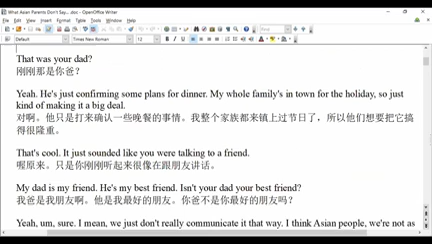 What Asian Parents Don't Say... .doc - OpenOffice Writer
File Edit View Insert Format Table Tools Window Help
Default Times New Roman 12
That was your dad?
刚刚那是你爸？
Yeah. He's just confirming some plans for dinner. My whole family's in town for the holiday, so just
kind of making it a big deal.
对啊。他只是打来确认一些晚餐的事情。我整个家族都来镇上过节日了，所以他们想要把它搞
得很隆重。
That's cool. It just sounded like you were talking to a friend.
喔原来。只是你刚刚听起来很像在跟朋友讲话。
My dad is my friend. He's my best friend. Isn't your dad your best friend?
我爸是我朋友啊。他是我最好的朋友。你爸不是你最好的朋友吗？
Yeah, um, sure. I mean, we just don't really communicate it that way. I think Asian people, we're not as